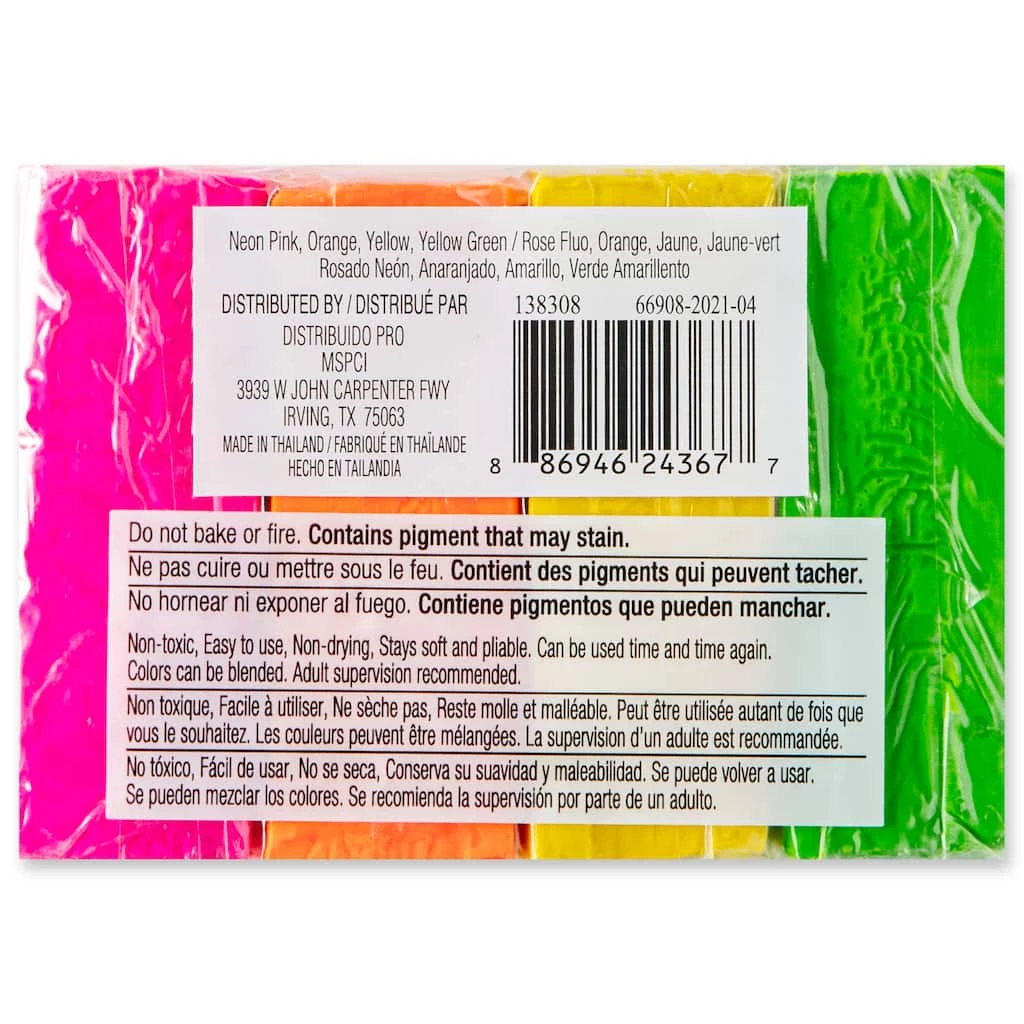 Neon Pink, Orange, Yellow, Yellow Green / Rose Fluo, Orange, Jaune, Jaune-vert
Rosado Neón, Anaranjado, Amarillo, Verde Amarillento
DISTRIBUTED BY / DISTRIBUÉ PAR
DISTRIBUIDO PRO
MSPCI
3939 W JOHN CARPENTER FWY
IRVING, TX 75063
MADE IN THAILAND / FABRIQUÉ EN THAÏLANDE
HECHO EN TAILANDIA
138308 66908-2021-04
8 86946 24367 7
Do not bake or fire. Contains pigment that may stain.
Ne pas cuire ou mettre sous le feu. Contient des pigments qui peuvent tacher.
No hornear ni exponer al fuego. Contiene pigmentos que pueden manchar.
Non-toxic, Easy to use, Non-drying, Stays soft and pliable. Can be used time and time again.
Colors can be blended. Adult supervision recommended.
Non toxique, Facile à utiliser, Ne sèche pas, Reste molle et malléable. Peut être utilisée autant de fois que
vous le souhaitez. Les couleurs peuvent être mélangées. La supervision d'un adulte est recommandée.
No tóxico, Fácil de usar, No se seca, Conserva su suavidad y maleabilidad. Se puede volver a usar.
Se pueden mezclar los colores. Se recomienda la supervisión por parte de un adulto.